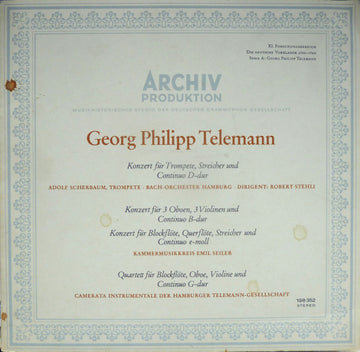 XI. FORSCHUNGSBEREICH
DIE DEUTSCHE VORKLASSIK 1700-1760
SERIE A: GEORG PHILIPP TELEMANN
ARCHIV
PRODUKTION
MUSIKHISTORISCHES STUDIO DER DEUTSCHEN GRAMMOPHON GESELLSCHAFT
Georg Philipp Telemann
Konzert für Trompete, Streicher und
Continuo D-dur
ADOLF SCHERBAUM, TROMPETE · BACH-ORCHESTER HAMBURG · DIRIGENT: ROBERT STEHLI
Konzert für 3 Oboen, 3 Violinen und
Continuo B-dur
Konzert für Blockflöte, Querflöte, Streicher und
Continuo e-moll
KAMMERMUSIKKREIS EMIL SEILER
Quartett für Blockflöte, Oboe, Violine und
Continuo G-dur
CAMERATA INSTRUMENTALE DER HAMBURGER TELEMANN-GESELLSCHAFT
198 352
STEREO